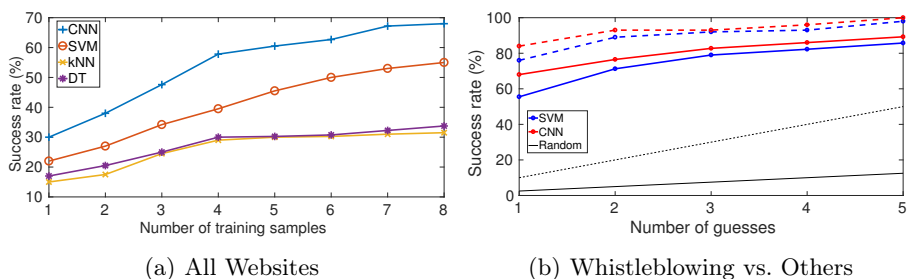 70
60
50
40
30
20
10
Success rate (%)
CNN
SVM
kNN
DT
1 2 3 4 5 6 7 8
Number of training samples
(a) All Websites
100
80
60
40
20
0
Success rate (%)
SVM
CNN
Random
1 2 3 4 5
Number of guesses
(b) Whistleblowing vs. Others